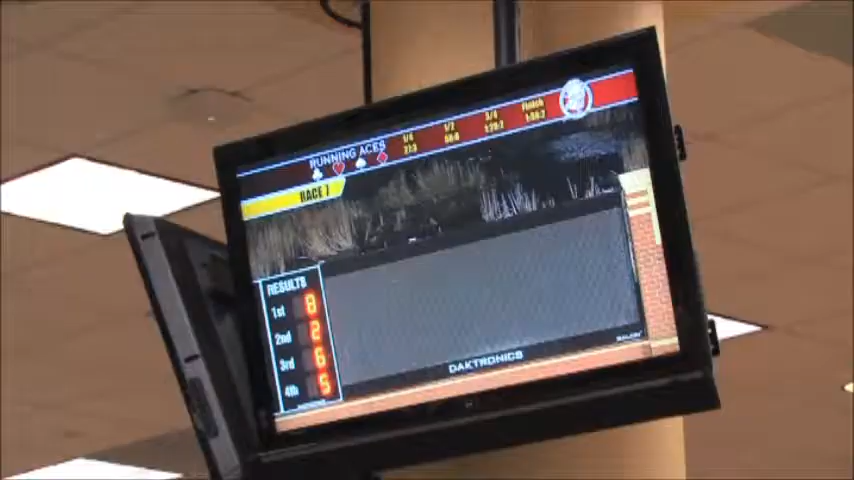 RUNNING ACES
1/4 1/2 3/4 Finish
RACE 7
RESULTS
1st 8
2nd 2
3rd 6
4th 5
DAKTRONICS